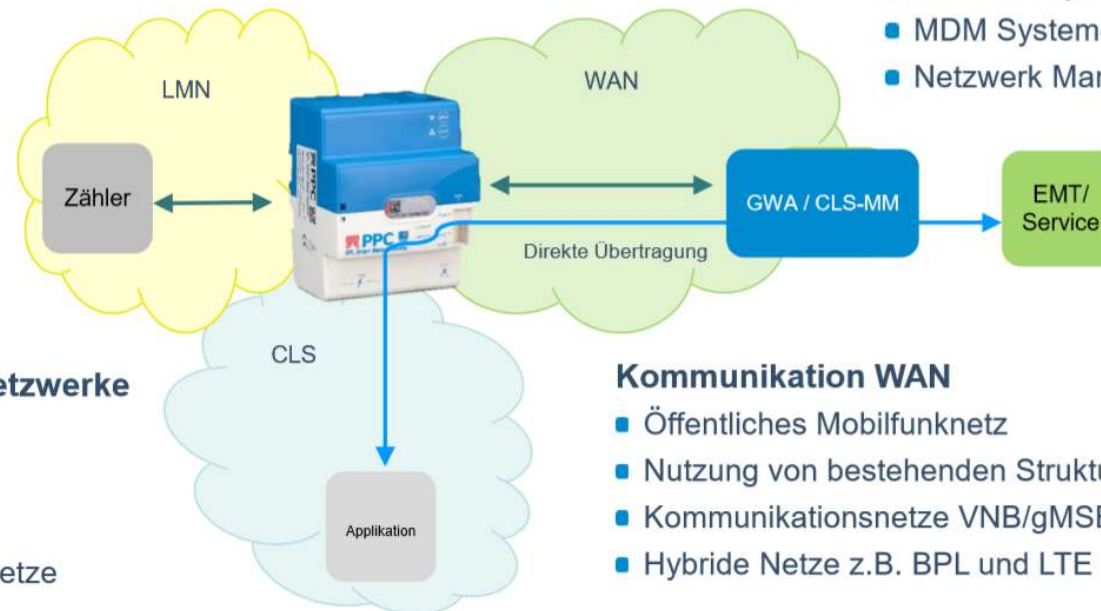 MDM System
Netzwerk Mar
LMN
WAN
Zähler
GWA / CLS-MM
EMT/
Service
PPC
Direkte Übertragung
CLS
etzwerke
Kommunikation WAN
Öffentliches Mobilfunknetz
Nutzung von bestehenden Struktu
Kommunikationsnetze VNB/gMSB
Applikation
Hybride Netze z.B. BPL und LTE
etze